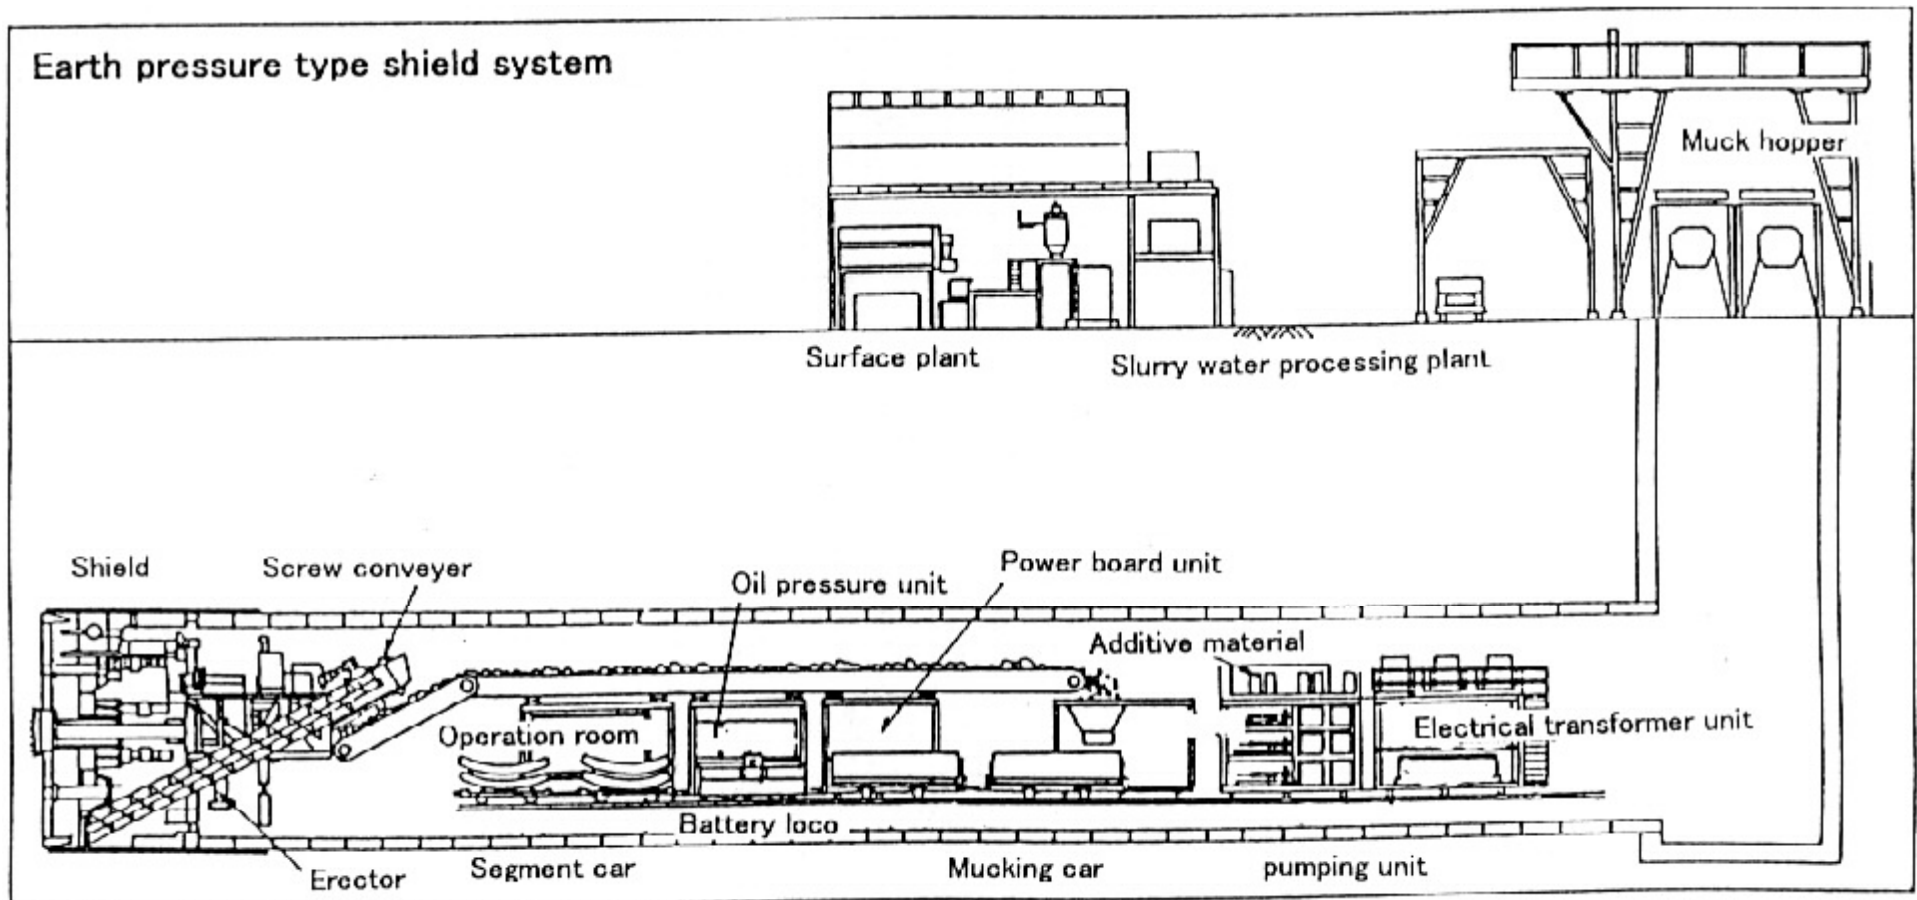 Earth pressure type shield system
Muck hopper
Surface plant
Slurry water processing plant
Shield
Screw conveyer
Oil pressure unit
Power board unit
Additive material
Operation room
Electrical transformer unit
Battery loco
Erector
Segment car
Mucking car
pumping unit